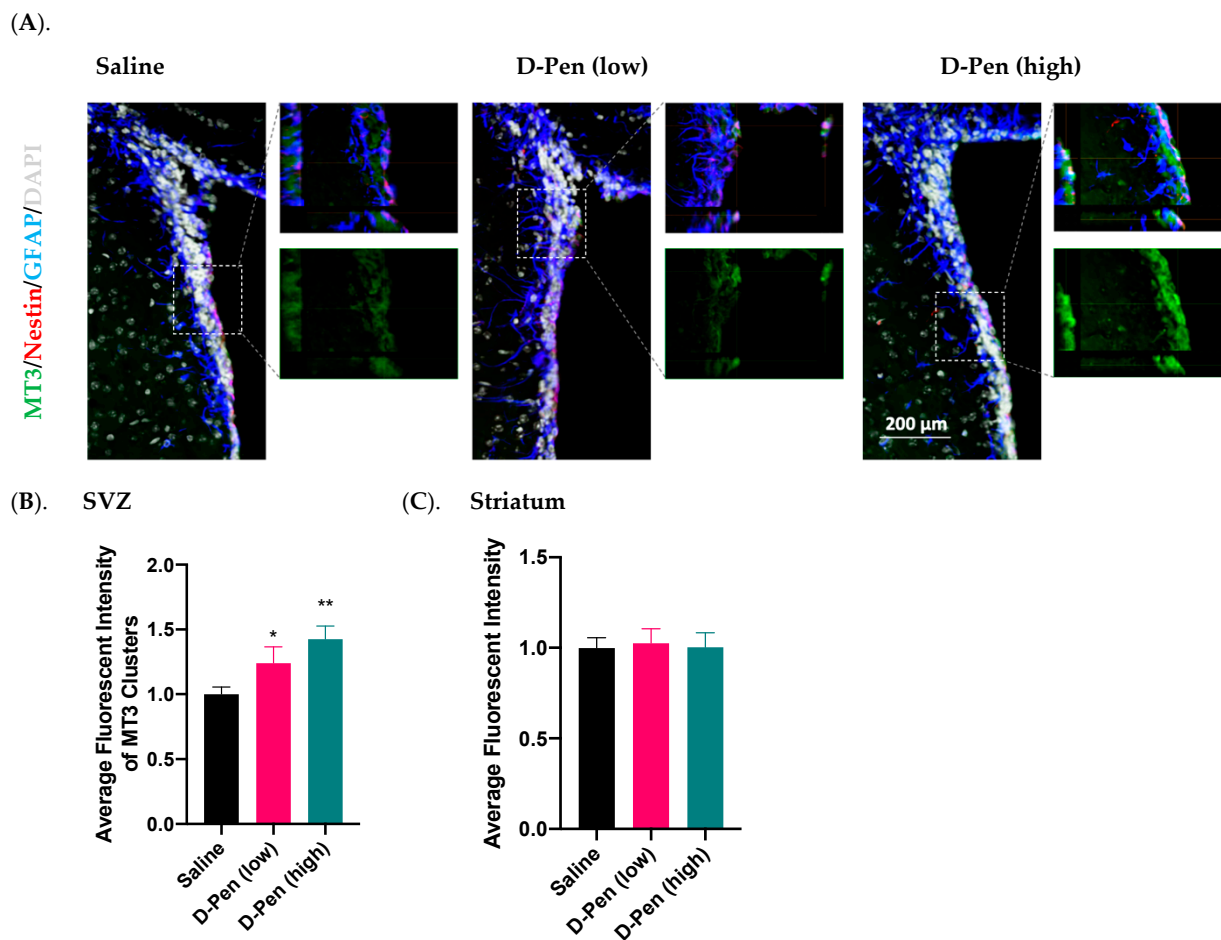 (A).
Saline
D-Pen (low)
D-Pen (high)
MT3/Nestin/GFAP/DAPI
200 μm
(B). SVZ
(C). Striatum
Average Fluorescent Intensity
of MT3 Clusters
2.0
1.5
1.0
0.5
0.0
*
**
Saline
D-Pen (low)
D-Pen (high)
Average Fluorescent Intensity
1.5
1.0
0.5
0.0
Saline
D-Pen (low)
D-Pen (high)